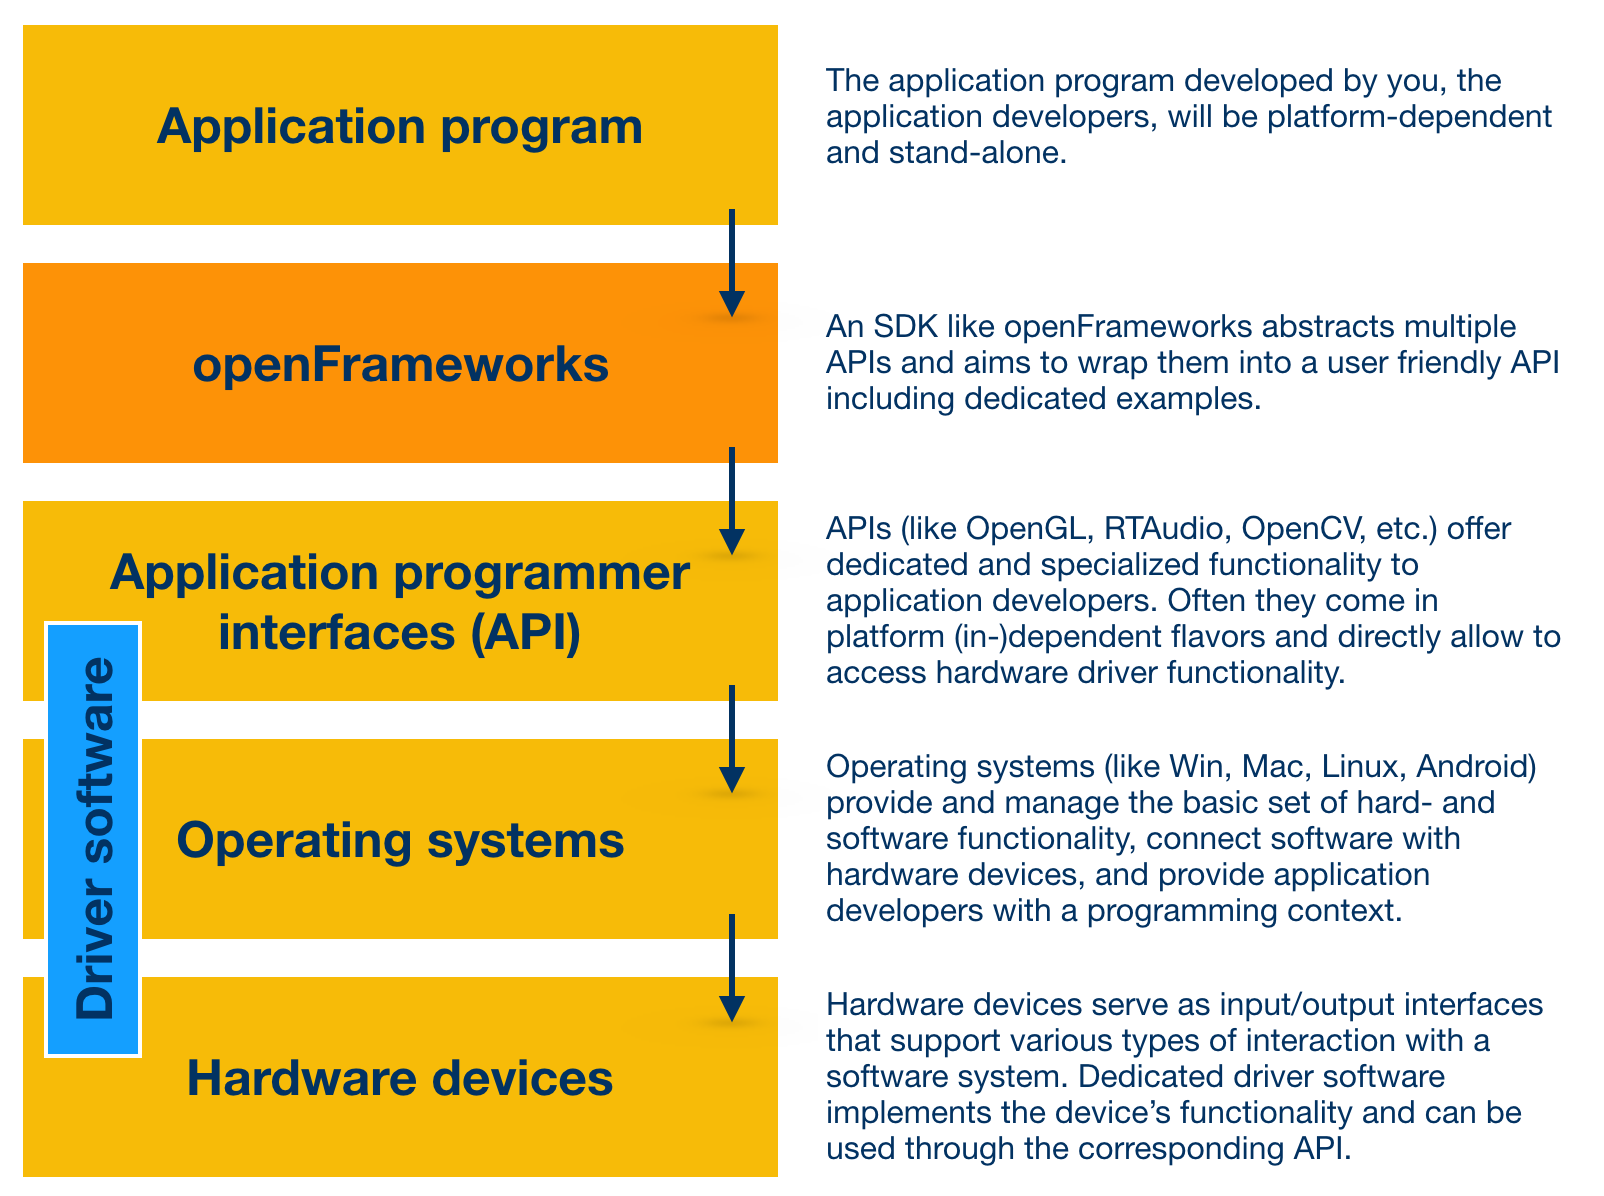 Application program
The application program developed by you, the
application developers, will be platform-dependent
and stand-alone.
openFrameworks
An SDK like openFrameworks abstracts multiple
APIs and aims to wrap them into a user friendly API
including dedicated examples.
Application programmer
interfaces (API)
APIs (like OpenGL, RTAudio, OpenCV, etc.) offer
dedicated and specialized functionality to
application developers. Often they come in
platform (in-)dependent flavors and directly allow to
access hardware driver functionality.
Driver software
Operating systems
Operating systems (like Win, Mac, Linux, Android)
provide and manage the basic set of hard- and
software functionality, connect software with
hardware devices, and provide application
developers with a programming context.
Hardware devices
Hardware devices serve as input/output interfaces
that support various types of interaction with a
software system. Dedicated driver software
implements the device’s functionality and can be
used through the corresponding API.